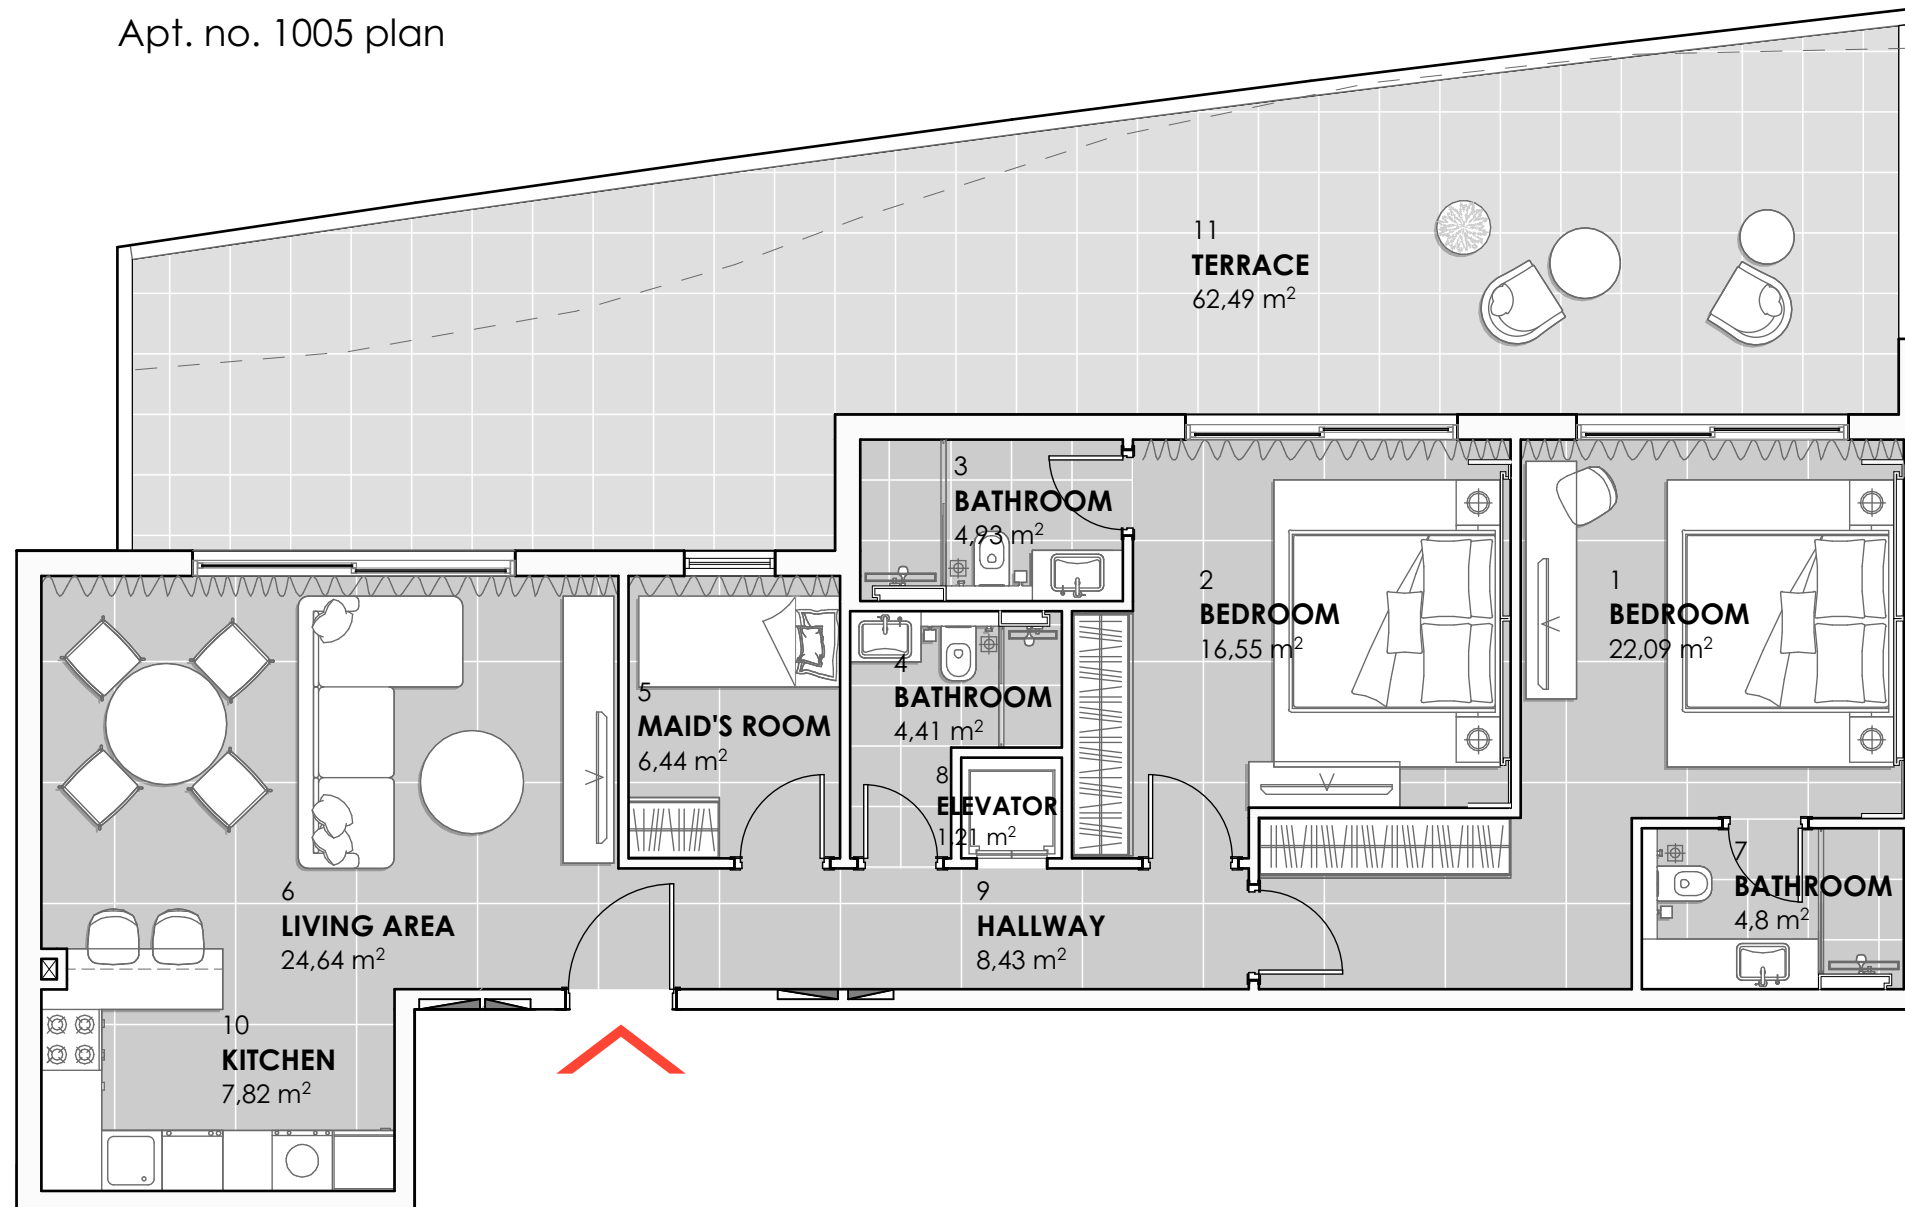 Apt. no. 1005 plan
11
TERRACE
62,49 m²
3
BATHROOM
4,93 m²
2
BEDROOM
16,55 m²
1
BEDROOM
22,09 m²
4
BATHROOM
4,41 m²
5
MAID'S ROOM
6,44 m²
8
ELEVATOR
1,21 m²
7
BATHROOM
4,8 m²
6
LIVING AREA
24,64 m²
9
HALLWAY
8,43 m²
10
KITCHEN
7,82 m²